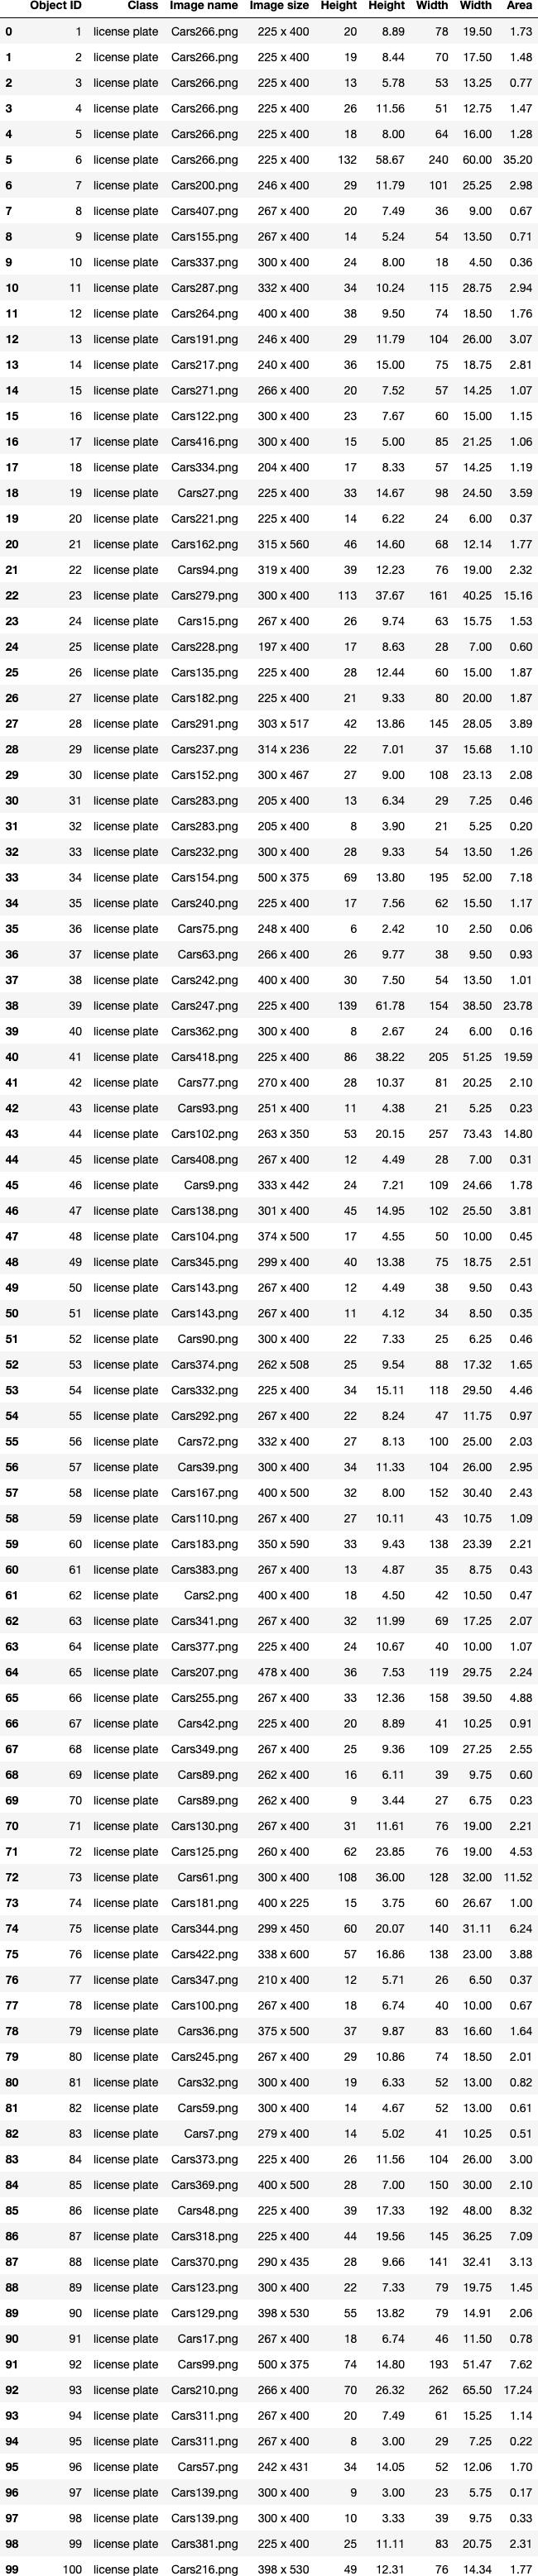 Object ID Class Image name Image size Height Height Width Width Area
0 1 license plate Cars266.png 225 x 400 20 8.89 78 19.50 1.73
1 2 license plate Cars266.png 225 x 400 19 8.44 70 17.50 1.48
2 3 license plate Cars266.png 225 x 400 13 5.78 53 13.25 0.77
3 4 license plate Cars266.png 225 x 400 26 11.56 51 12.75 1.47
4 5 license plate Cars266.png 225 x 400 18 8.00 64 16.00 1.28
5 6 license plate Cars266.png 225 x 400 132 58.67 240 60.00 35.20
6 7 license plate Cars200.png 246 x 400 29 11.79 101 25.25 2.98
7 8 license plate Cars407.png 267 x 400 20 7.49 36 9.00 0.67
8 9 license plate Cars155.png 267 x 400 14 5.24 54 13.50 0.71
9 10 license plate Cars337.png 300 x 400 24 8.00 18 4.50 0.36
10 11 license plate Cars287.png 332 x 400 34 10.24 115 28.75 2.94
11 12 license plate Cars264.png 400 x 400 38 9.50 74 18.50 1.76
12 13 license plate Cars191.png 246 x 400 29 11.79 104 26.00 3.07
13 14 license plate Cars217.png 240 x 400 36 15.00 75 18.75 2.81
14 15 license plate Cars271.png 266 x 400 20 7.52 57 14.25 1.07
15 16 license plate Cars122.png 300 x 400 23 7.67 60 15.00 1.15
16 17 license plate Cars416.png 300 x 400 15 5.00 85 21.25 1.06
17 18 license plate Cars334.png 204 x 400 17 8.33 57 14.25 1.19
18 19 license plate Cars27.png 225 x 400 33 14.67 98 24.50 3.59
19 20 license plate Cars221.png 225 x 400 14 6.22 24 6.00 0.37
20 21 license plate Cars162.png 315 x 560 46 14.60 68 12.14 1.77
21 22 license plate Cars94.png 319 x 400 39 12.23 76 19.00 2.32
22 23 license plate Cars279.png 300 x 400 113 37.67 161 40.25 15.16
23 24 license plate Cars15.png 267 x 400 26 9.74 63 15.75 1.53
24 25 license plate Cars228.png 197 x 400 17 8.63 28 7.00 0.60
25 26 license plate Cars135.png 225 x 400 28 12.44 60 15.00 1.87
26 27 license plate Cars182.png 225 x 400 21 9.33 80 20.00 1.87
27 28 license plate Cars291.png 303 x 517 42 13.86 145 28.05 3.89
28 29 license plate Cars237.png 314 x 236 22 7.01 37 15.68 1.10
29 30 license plate Cars152.png 300 x 467 27 9.00 108 23.13 2.08
30 31 license plate Cars283.png 205 x 400 13 6.34 29 7.25 0.46
31 32 license plate Cars283.png 205 x 400 8 3.90 21 5.25 0.20
32 33 license plate Cars232.png 300 x 400 28 9.33 54 13.50 1.26
33 34 license plate Cars154.png 500 x 375 69 13.80 195 52.00 7.18
34 35 license plate Cars240.png 225 x 400 17 7.56 62 15.50 1.17
35 36 license plate Cars75.png 248 x 400 6 2.42 10 2.50 0.06
36 37 license plate Cars63.png 266 x 400 26 9.77 38 9.50 0.93
37 38 license plate Cars242.png 400 x 400 30 7.50 54 13.50 1.01
38 39 license plate Cars247.png 225 x 400 139 61.78 154 38.50 23.78
39 40 license plate Cars362.png 300 x 400 8 2.67 24 6.00 0.16
40 41 license plate Cars418.png 225 x 400 86 38.22 205 51.25 19.59
41 42 license plate Cars77.png 270 x 400 28 10.37 81 20.25 2.10
42 43 license plate Cars93.png 251 x 400 11 4.38 21 5.25 0.23
43 44 license plate Cars102.png 263 x 350 53 20.15 257 73.43 14.80
44 45 license plate Cars408.png 267 x 400 12 4.49 28 7.00 0.31
45 46 license plate Cars9.png 333 x 442 24 7.21 109 24.66 1.78
46 47 license plate Cars138.png 301 x 400 45 14.95 102 25.50 3.81
47 48 license plate Cars104.png 374 x 500 17 4.55 50 10.00 0.45
48 49 license plate Cars345.png 299 x 400 40 13.38 75 18.75 2.51
49 50 license plate Cars143.png 267 x 400 12 4.49 38 9.50 0.43
50 51 license plate Cars143.png 267 x 400 11 4.12 34 8.50 0.35
51 52 license plate Cars90.png 300 x 400 22 7.33 25 6.25 0.46
52 53 license plate Cars374.png 262 x 508 25 9.54 88 17.32 1.65
53 54 license plate Cars332.png 225 x 400 34 15.11 118 29.50 4.46
54 55 license plate Cars292.png 267 x 400 22 8.24 47 11.75 0.97
55 56 license plate Cars72.png 332 x 400 27 8.13 100 25.00 2.03
56 57 license plate Cars39.png 300 x 400 34 11.33 104 26.00 2.95
57 58 license plate Cars167.png 400 x 500 32 8.00 152 30.40 2.43
58 59 license plate Cars110.png 267 x 400 27 10.11 43 10.75 1.09
59 60 license plate Cars183.png 350 x 590 33 9.43 138 23.39 2.21
60 61 license plate Cars383.png 267 x 400 13 4.87 35 8.75 0.43
61 62 license plate Cars2.png 400 x 400 18 4.50 42 10.50 0.47
62 63 license plate Cars341.png 267 x 400 32 11.99 69 17.25 2.07
63 64 license plate Cars377.png 225 x 400 24 10.67 40 10.00 1.07
64 65 license plate Cars207.png 478 x 400 36 7.53 119 29.75 2.24
65 66 license plate Cars255.png 267 x 400 33 12.36 158 39.50 4.88
66 67 license plate Cars42.png 225 x 400 20 8.89 41 10.25 0.91
67 68 license plate Cars349.png 267 x 400 25 9.36 109 27.25 2.55
68 69 license plate Cars89.png 262 x 400 16 6.11 39 9.75 0.60
69 70 license plate Cars89.png 262 x 400 9 3.44 27 6.75 0.23
70 71 license plate Cars130.png 267 x 400 31 11.61 76 19.00 2.21
71 72 license plate Cars125.png 260 x 400 62 23.85 76 19.00 4.53
72 73 license plate Cars61.png 300 x 400 108 36.00 128 32.00 11.52
73 74 license plate Cars181.png 400 x 225 15 3.75 60 26.67 1.00
74 75 license plate Cars344.png 299 x 450 60 20.07 140 31.11 6.24
75 76 license plate Cars422.png 338 x 600 57 16.86 138 23.00 3.88
76 77 license plate Cars347.png 210 x 400 12 5.71 26 6.50 0.37
77 78 license plate Cars100.png 267 x 400 18 6.74 40 10.00 0.67
78 79 license plate Cars36.png 375 x 500 37 9.87 83 16.60 1.64
79 80 license plate Cars245.png 267 x 400 29 10.86 74 18.50 2.01
80 81 license plate Cars32.png 300 x 400 19 6.33 52 13.00 0.82
81 82 license plate Cars59.png 300 x 400 14 4.67 52 13.00 0.61
82 83 license plate Cars7.png 279 x 400 14 5.02 41 10.25 0.51
83 84 license plate Cars373.png 225 x 400 26 11.56 104 26.00 3.00
84 85 license plate Cars369.png 400 x 500 28 7.00 150 30.00 2.10
85 86 license plate Cars48.png 225 x 400 39 17.33 192 48.00 8.32
86 87 license plate Cars318.png 225 x 400 44 19.56 145 36.25 7.09
87 88 license plate Cars370.png 290 x 435 28 9.66 141 32.41 3.13
88 89 license plate Cars123.png 300 x 400 22 7.33 79 19.75 1.45
89 90 license plate Cars129.png 398 x 530 55 13.82 79 14.91 2.06
90 91 license plate Cars17.png 267 x 400 18 6.74 46 11.50 0.78
91 92 license plate Cars99.png 500 x 375 74 14.80 193 51.47 7.62
92 93 license plate Cars210.png 266 x 400 70 26.32 262 65.50 17.24
93 94 license plate Cars311.png 267 x 400 20 7.49 61 15.25 1.14
94 95 license plate Cars311.png 267 x 400 8 3.00 29 7.25 0.22
95 96 license plate Cars57.png 242 x 431 34 14.05 52 12.06 1.70
96 97 license plate Cars139.png 300 x 400 9 3.00 23 5.75 0.17
97 98 license plate Cars139.png 300 x 400 10 3.33 39 9.75 0.33
98 99 license plate Cars381.png 225 x 400 25 11.11 83 20.75 2.31
99 100 license plate Cars216.png 398 x 530 49 12.31 76 14.34 1.77